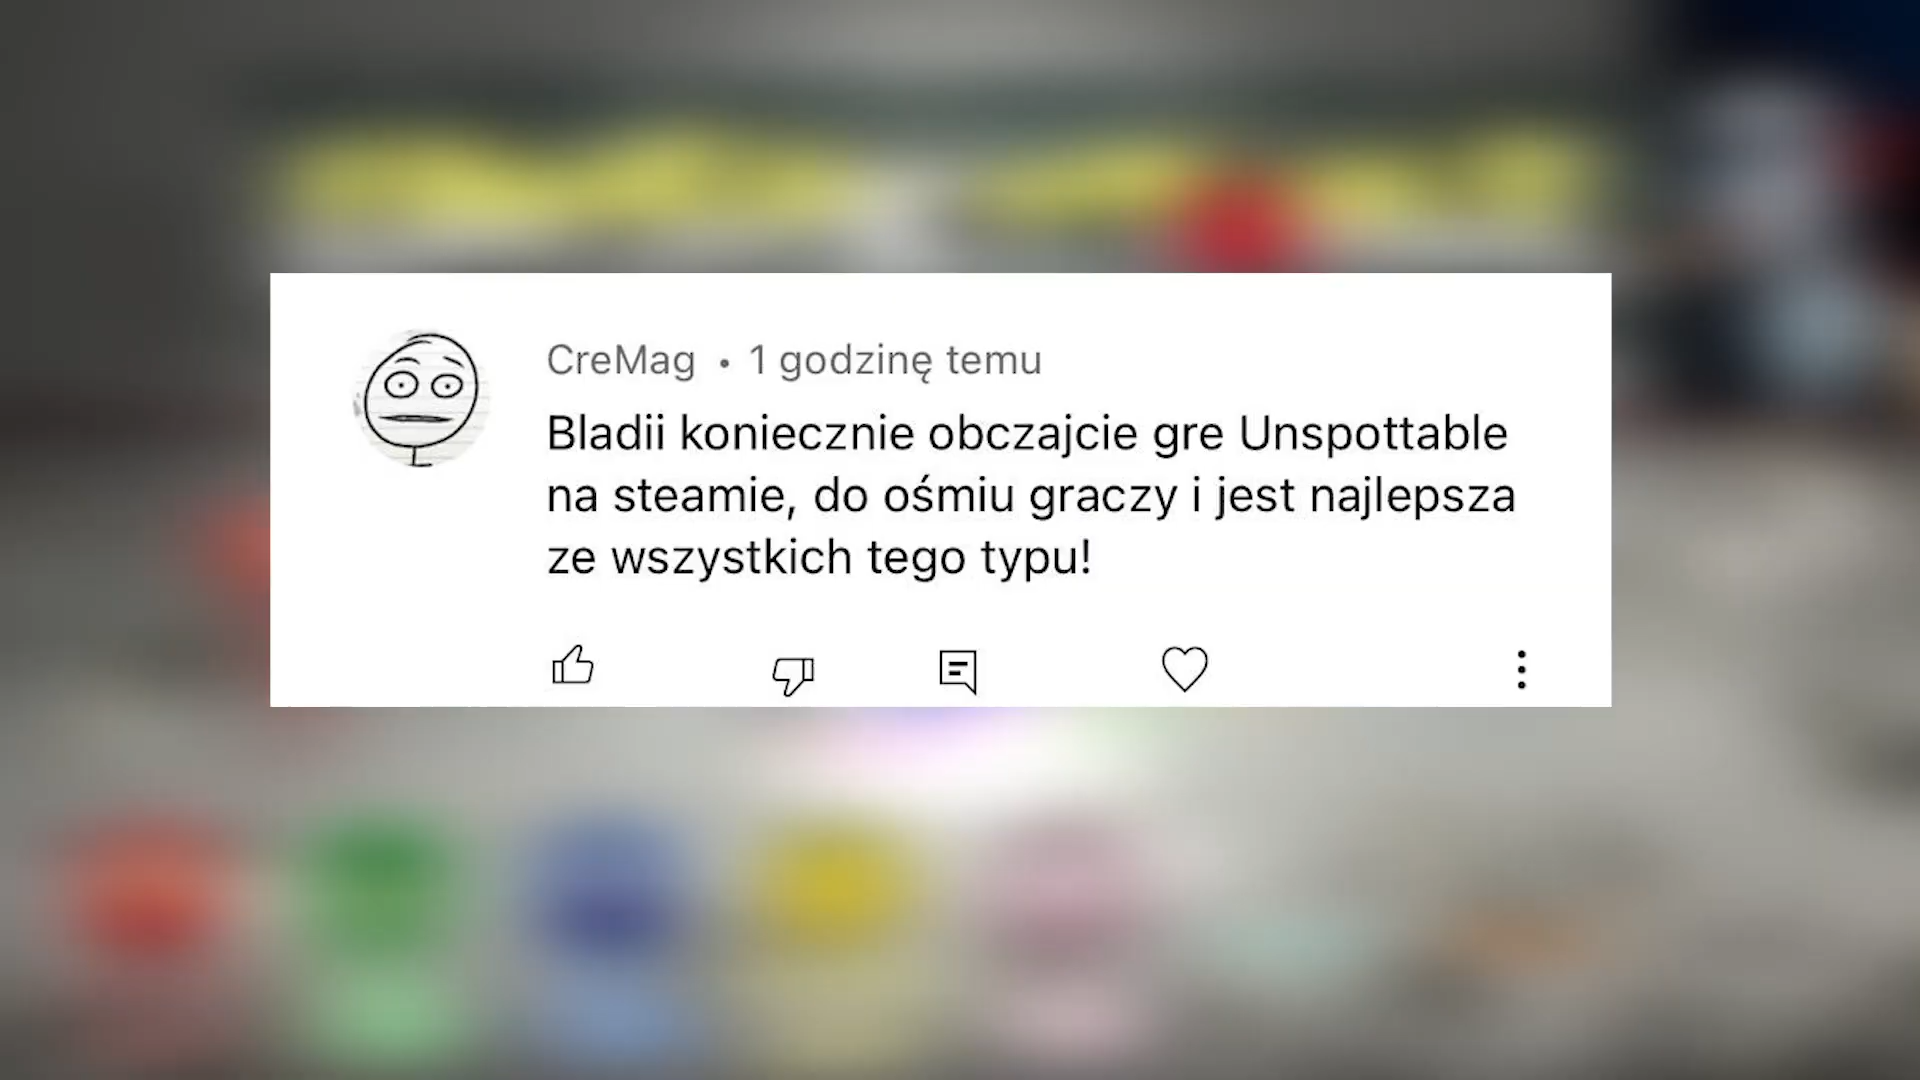 CreMag • 1 godzinę temu
Bladii koniecznie obczajcie gre Unspottable
na steamie, do ośmiu graczy i jest najlepsza
ze wszystkich tego typu!